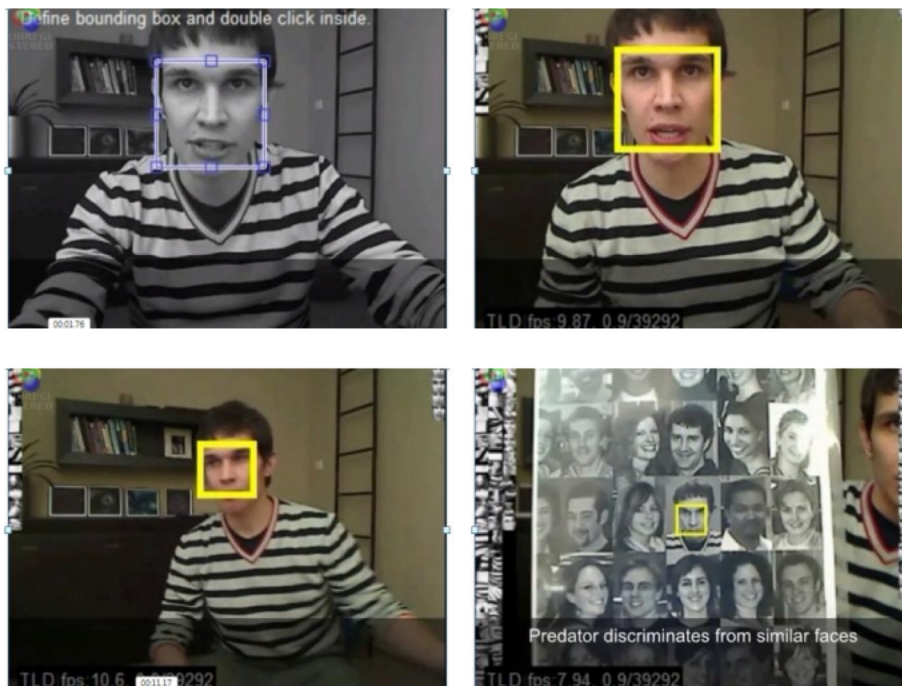 Define bounding box and double click inside.
00:01.76
TLD fps:9.87, 0.9/39292
TLD fps:10.6, 9292
00:11.17
Predator discriminates from similar faces
TLD fps:7.94, 0.9/39292